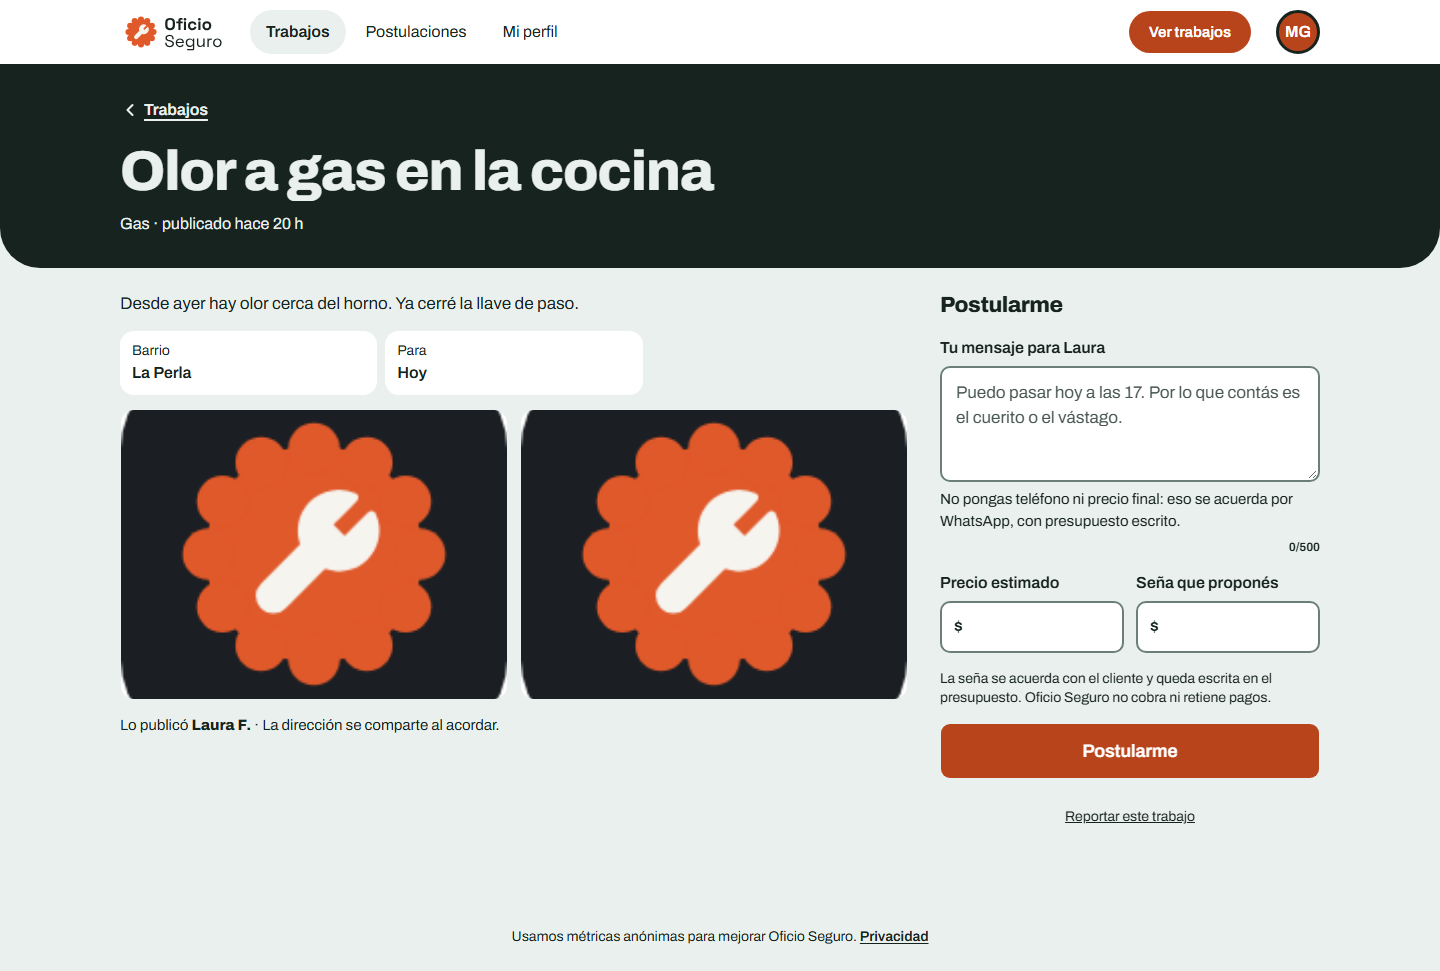 Oficio
Seguro
Trabajos
Postulaciones
Mi perfil
Ver trabajos
MG
Trabajos
Olor a gas en la cocina
Gas · publicado hace 20 h
Desde ayer hay olor cerca del horno. Ya cerré la llave de paso.
Barrio
La Perla
Para
Hoy
Lo publicó Laura F. · La dirección se comparte al acordar.
Postularme
Tu mensaje para Laura
Puedo pasar hoy a las 17. Por lo que contás es
el cuerito o el vástago.
No pongas teléfono ni precio final: eso se acuerda por
WhatsApp, con presupuesto escrito.
0/500
Precio estimado
$
Seña que proponés
$
La seña se acuerda con el cliente y queda escrita en el
presupuesto. Oficio Seguro no cobra ni retiene pagos.
Postularme
Reportar este trabajo
Usamos métricas anónimas para mejorar Oficio Seguro. Privacidad